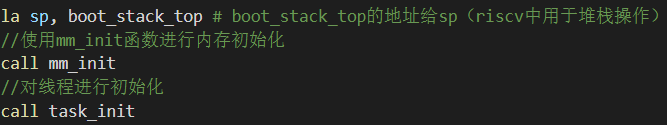 la sp, boot_stack_top # boot_stack_top的地址给sp（riscv中用于堆栈操作）
//使用mm_init函数进行内存初始化
call mm_init
//对线程进行初始化
call task_init